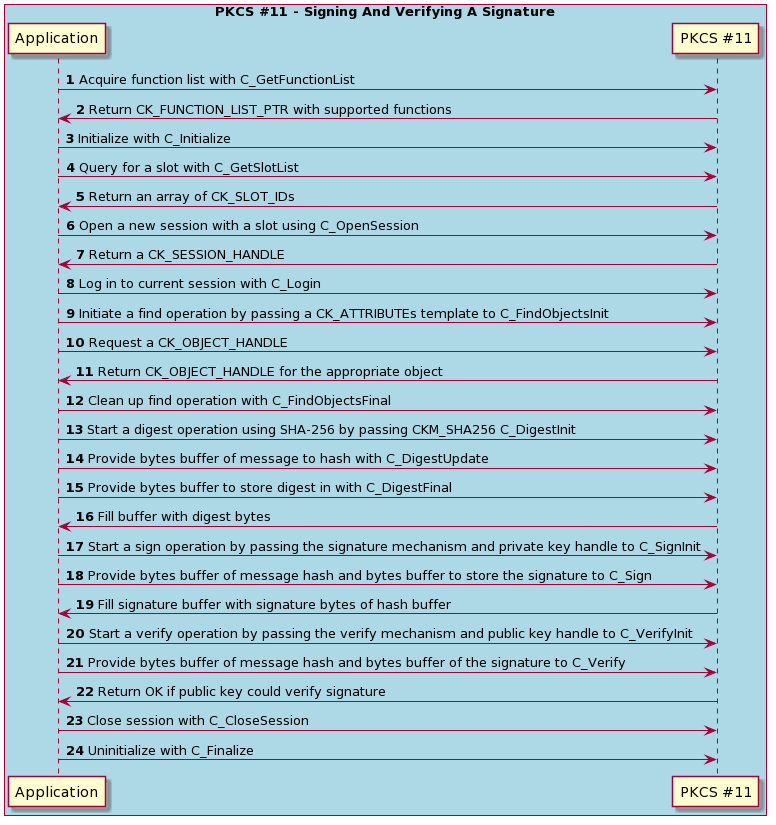 PKCS #11 - Signing And Verifying A Signature
Application PKCS #11
1 Acquire function list with C_GetFunctionList
2 Return CK_FUNCTION_LIST_PTR with supported functions
3 Initialize with C_Initialize
4 Query for a slot with C_GetSlotList
5 Return an array of CK_SLOT_IDs
6 Open a new session with a slot using C_OpenSession
7 Return a CK_SESSION_HANDLE
8 Log in to current session with C_Login
9 Initiate a find operation by passing a CK_ATTRIBUTEs template to C_FindObjectsInit
10 Request a CK_OBJECT_HANDLE
11 Return CK_OBJECT_HANDLE for the appropriate object
12 Clean up find operation with C_FindObjectsFinal
13 Start a digest operation using SHA-256 by passing CKM_SHA256 C_DigestInit
14 Provide bytes buffer of message to hash with C_DigestUpdate
15 Provide bytes buffer to store digest in with C_DigestFinal
16 Fill buffer with digest bytes
17 Start a sign operation by passing the signature mechanism and private key handle to C_SignInit
18 Provide bytes buffer of message hash and bytes buffer to store the signature to C_Sign
19 Fill signature buffer with signature bytes of hash buffer
20 Start a verify operation by passing the verify mechanism and public key handle to C_VerifyInit
21 Provide bytes buffer of message hash and bytes buffer of the signature to C_Verify
22 Return OK if public key could verify signature
23 Close session with C_CloseSession
24 Uninitialize with C_Finalize
Application PKCS #11